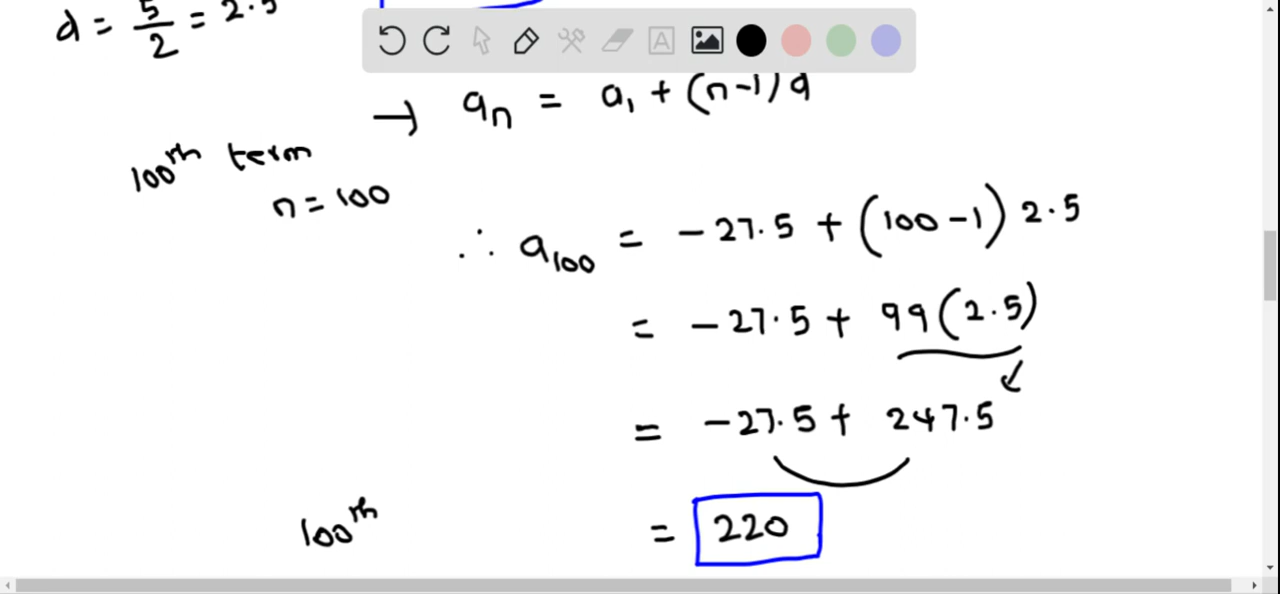 d = 5/2 = 2.5
→ an = a1 + (n-1)d
100th term
n = 100
∴ a100 = -27.5 + (100-1) 2.5
= -27.5 + 99(2.5)
= -27.5 + 247.5
100th = 220